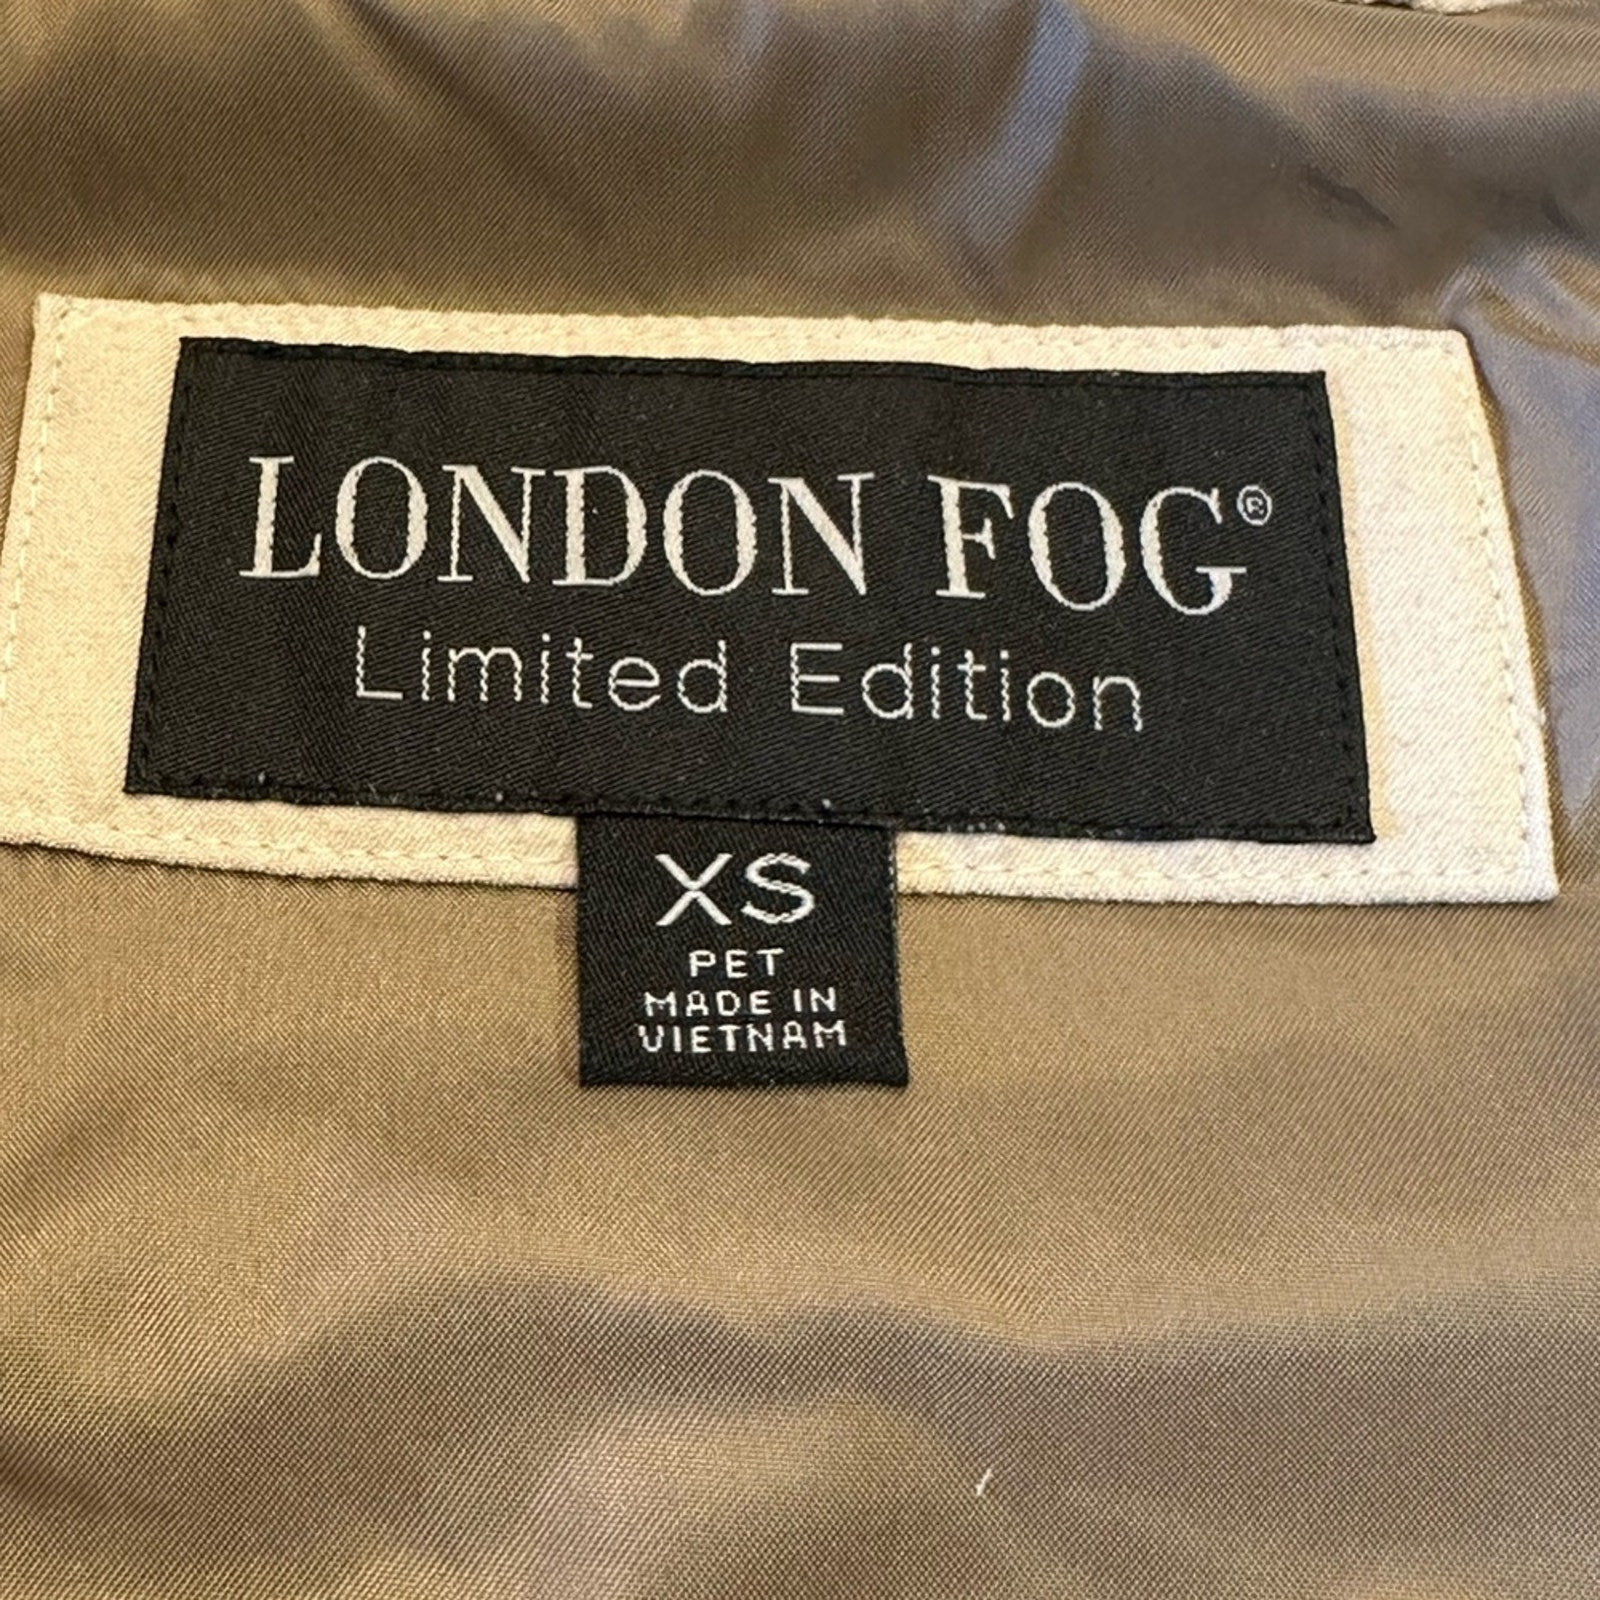 LONDON FOG®
Limited Edition
XS
PET
MADE IN
VIETNAM